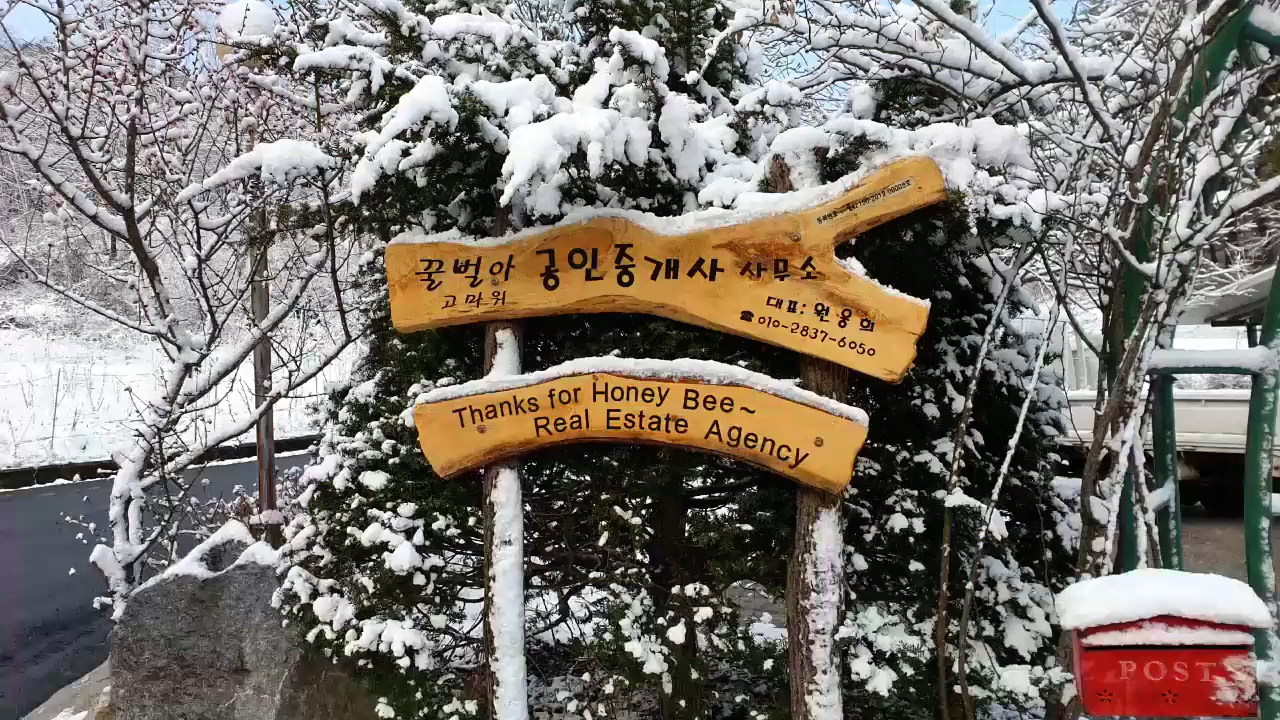 꿀벌아 공인중개사 사무소
고마워
대표: 원용희
☎010-2837-6050
Thanks for Honey Bee~
Real Estate Agency
POST